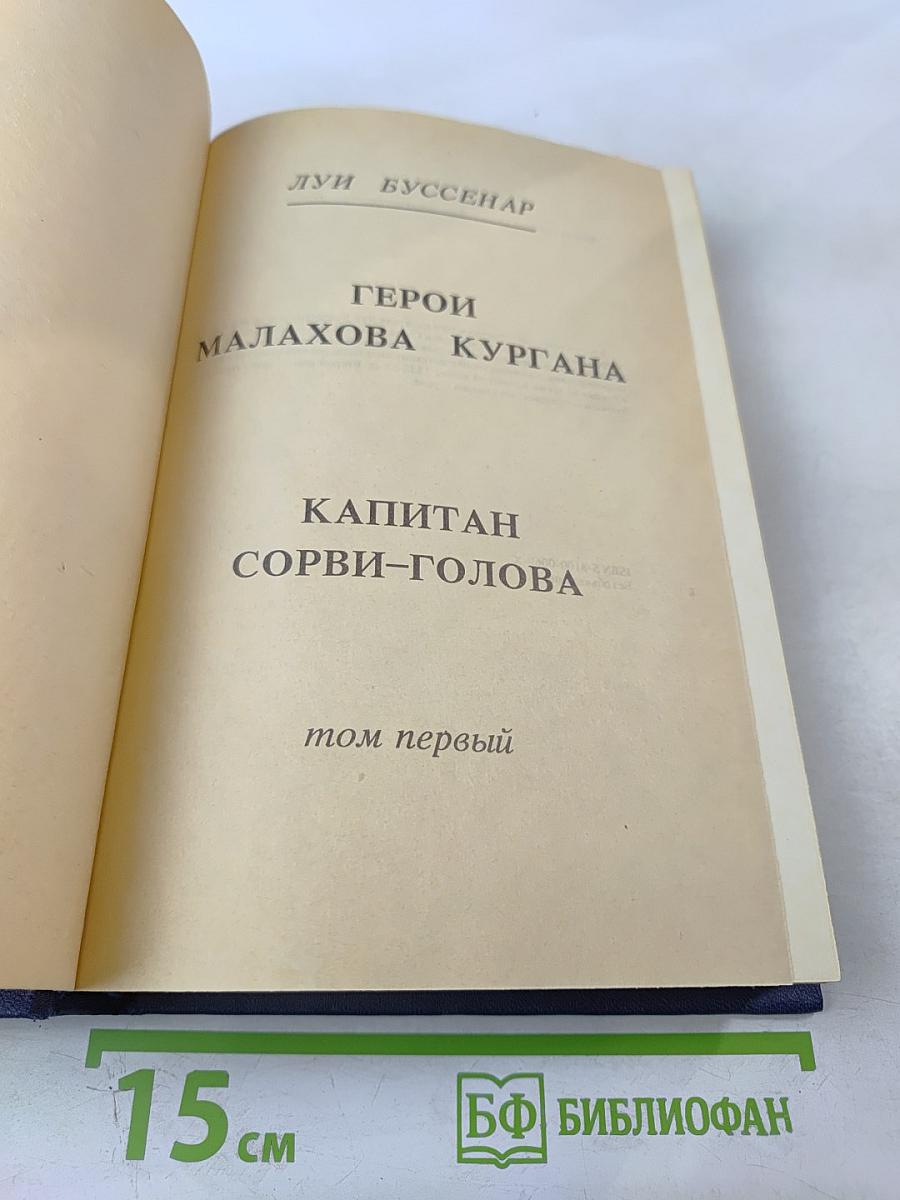 ЛУИ БУССЕНАР
ГЕРОИ
МАЛАХОВА КУРГАНА
КАПИТАН
СОРВИ-ГОЛОВА
том первый
15 см
БФ БИБЛИОФАН